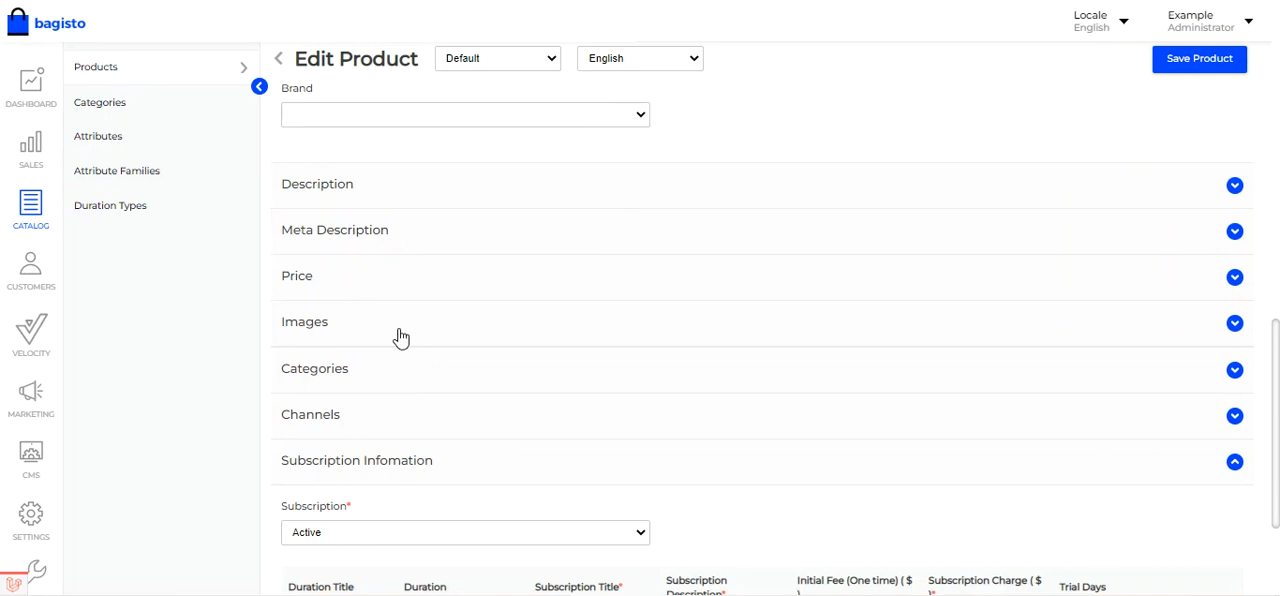 bagisto
Locale
English
Example
Administrator
DASHBOARD
SALES
CATALOG
CUSTOMERS
VELOCITY
MARKETING
CMS
SETTINGS
Products
Categories
Attributes
Attribute Families
Duration Types
Edit Product
Default
English
Save Product
Brand
Description
Meta Description
Price
Images
Categories
Channels
Subscription Infomation
Subscription*
Active
Duration Title
Duration
Subscription Title*
Subscription
Description*
Initial Fee (One time) ( $
)
Subscription Charge ( $
)*
Trial Days